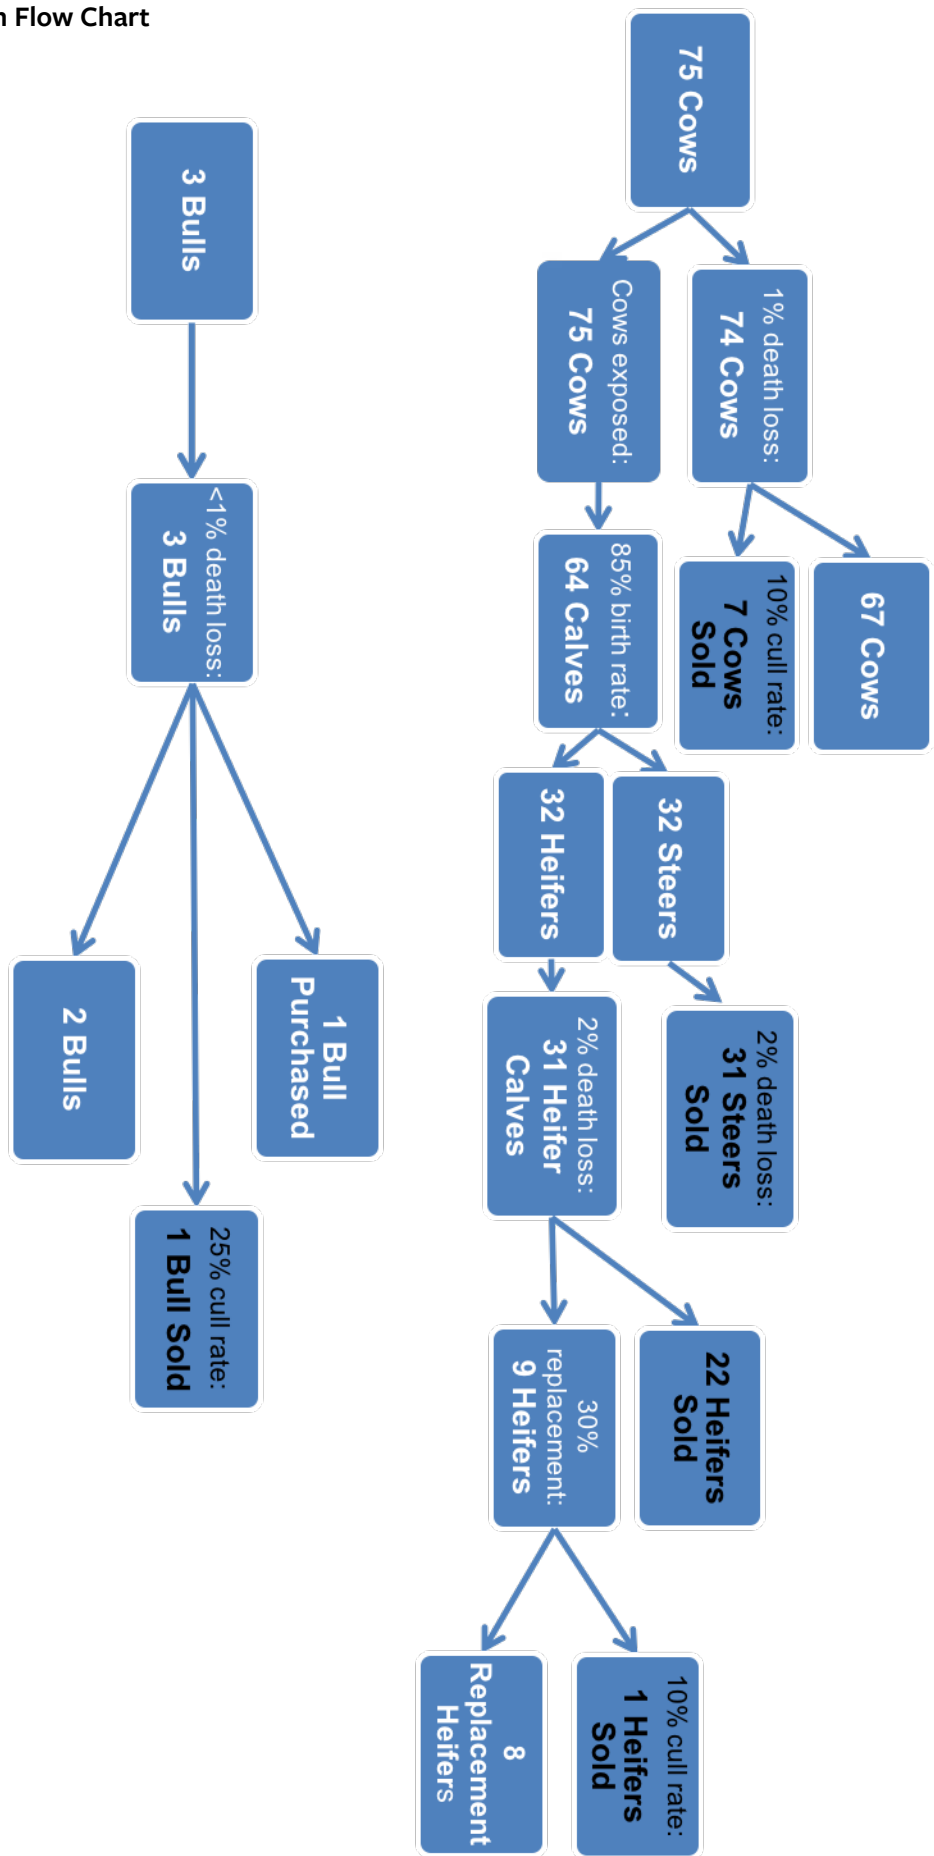 n Flow Chart
75 Cows
1% death loss:
74 Cows
67 Cows
10% cull rate:
7 Cows
Sold
Cows exposed:
75 Cows
85% birth rate:
64 Calves
32 Steers
2% death loss:
31 Steers
Sold
32 Heifers
2% death loss:
31 Heifer
Calves
22 Heifers
Sold
30%
replacement:
9 Heifers
10% cull rate:
1 Heifers
Sold
8
Replacement
Heifers
3 Bulls
<1% death loss:
3 Bulls
1 Bull
Purchased
25% cull rate:
1 Bull Sold
2 Bulls